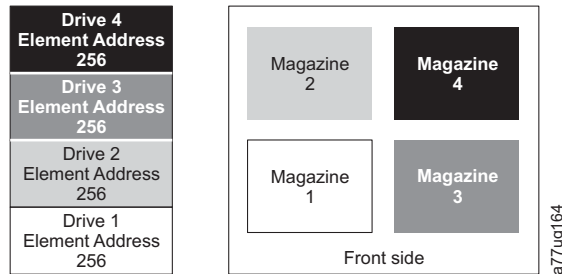 Drive 4
Element Address
256
Drive 3
Element Address
256
Drive 2
Element Address
256
Drive 1
Element Address
256
Magazine
2
Magazine
4
Magazine
1
Magazine
3
Front side
a77ug164